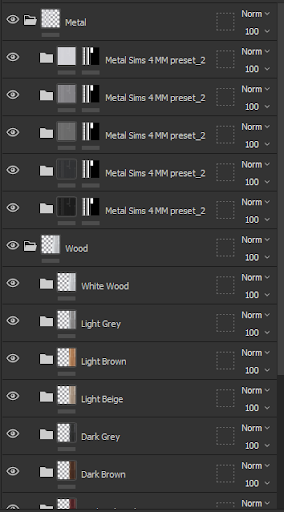 Metal
Norm
100
Metal Sims 4 MM preset_2
Norm
100
Metal Sims 4 MM preset_2
Norm
100
Metal Sims 4 MM preset_2
Norm
100
Metal Sims 4 MM preset_2
Norm
100
Metal Sims 4 MM preset_2
Norm
100
Wood
Norm
100
White Wood
Norm
100
Light Grey
Norm
100
Light Brown
Norm
100
Light Beige
Norm
100
Dark Grey
Norm
100
Dark Brown
Norm
100
Norm